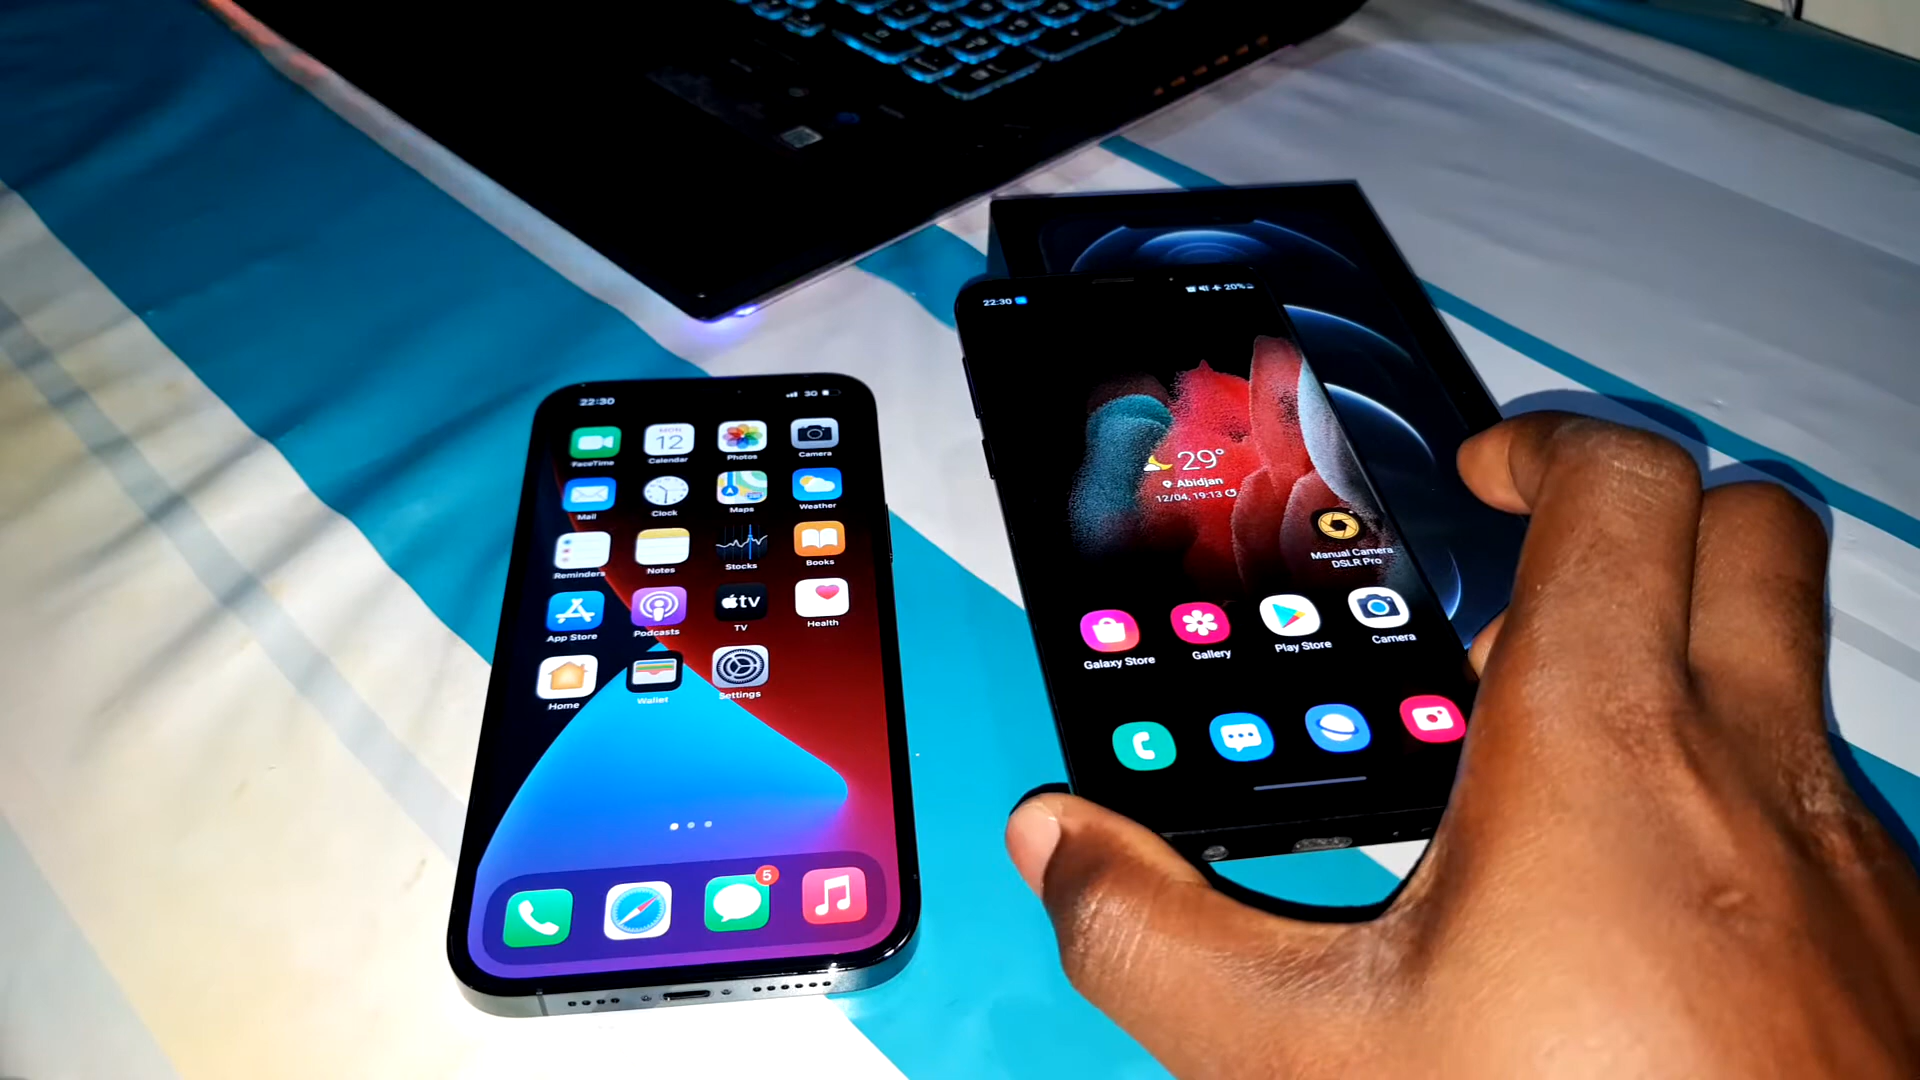 22:30
3G
FaceTime
MON
12
Calendar
Photos
Camera
Mail
Clock
Maps
Weather
Reminders
Notes
Stocks
Books
App Store
Podcasts
tv
TV
Health
Home
Wallet
Settings
5
22:30
20%
29°
Abidjan
12/04, 19:13
Manual Camera
DSLR Pro
Galaxy Store
Gallery
Play Store
Camera